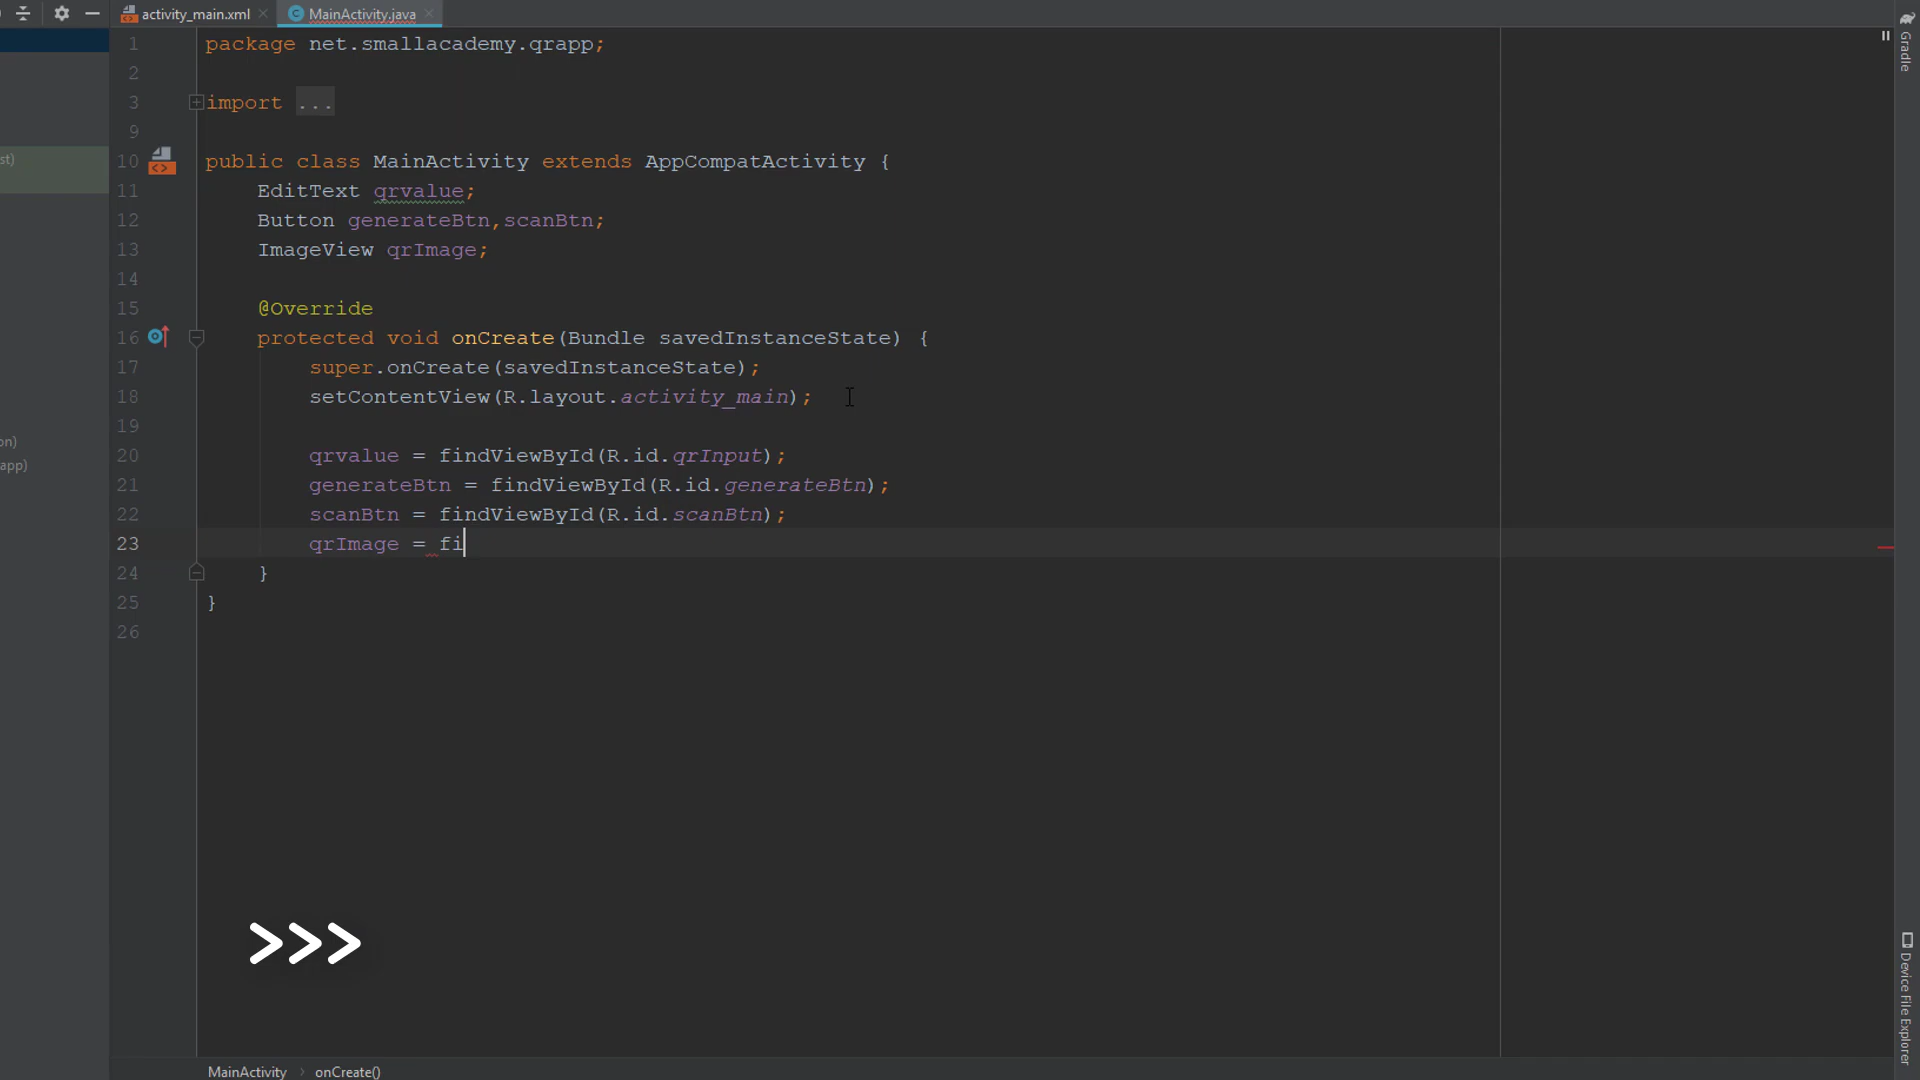 activity_main.xml
MainActivity.java
1 package net.smallacademy.qrapp;
2
3 import ...
9
10 public class MainActivity extends AppCompatActivity {
11 EditText qrvalue;
12 Button generateBtn,scanBtn;
13 ImageView qrImage;
14
15 @Override
16 protected void onCreate(Bundle savedInstanceState) {
17 super.onCreate(savedInstanceState);
18 setContentView(R.layout.activity_main);
19
20 qrvalue = findViewById(R.id.qrInput);
21 generateBtn = findViewById(R.id.generateBtn);
22 scanBtn = findViewById(R.id.scanBtn);
23 qrImage = fi
24 }
25 }
26
st)
on)
app)
>>>
MainActivity > onCreate()
Gradle
Device File Explorer